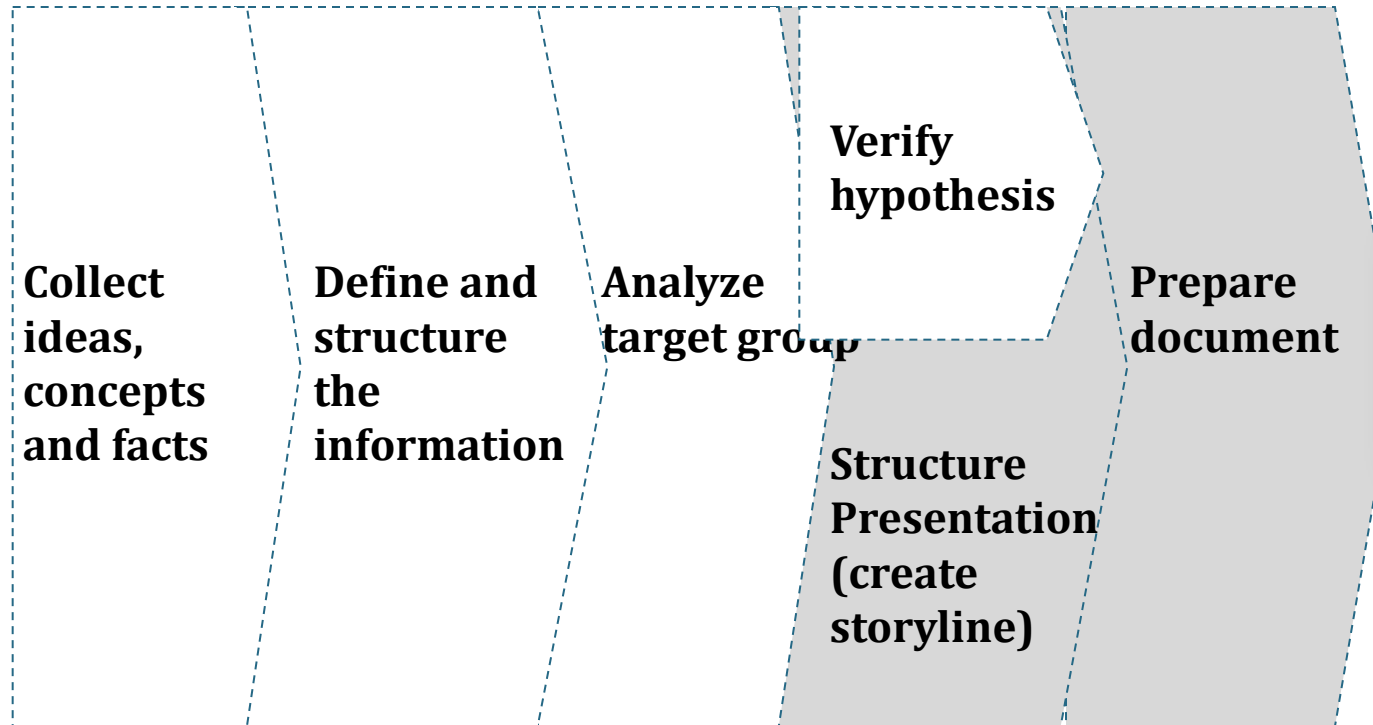 Collect
ideas,
concepts
and facts
Define and
structure
the
information
Analyze
target group
Verify
hypothesis
Structure
Presentation
(create
storyline)
Prepare
document